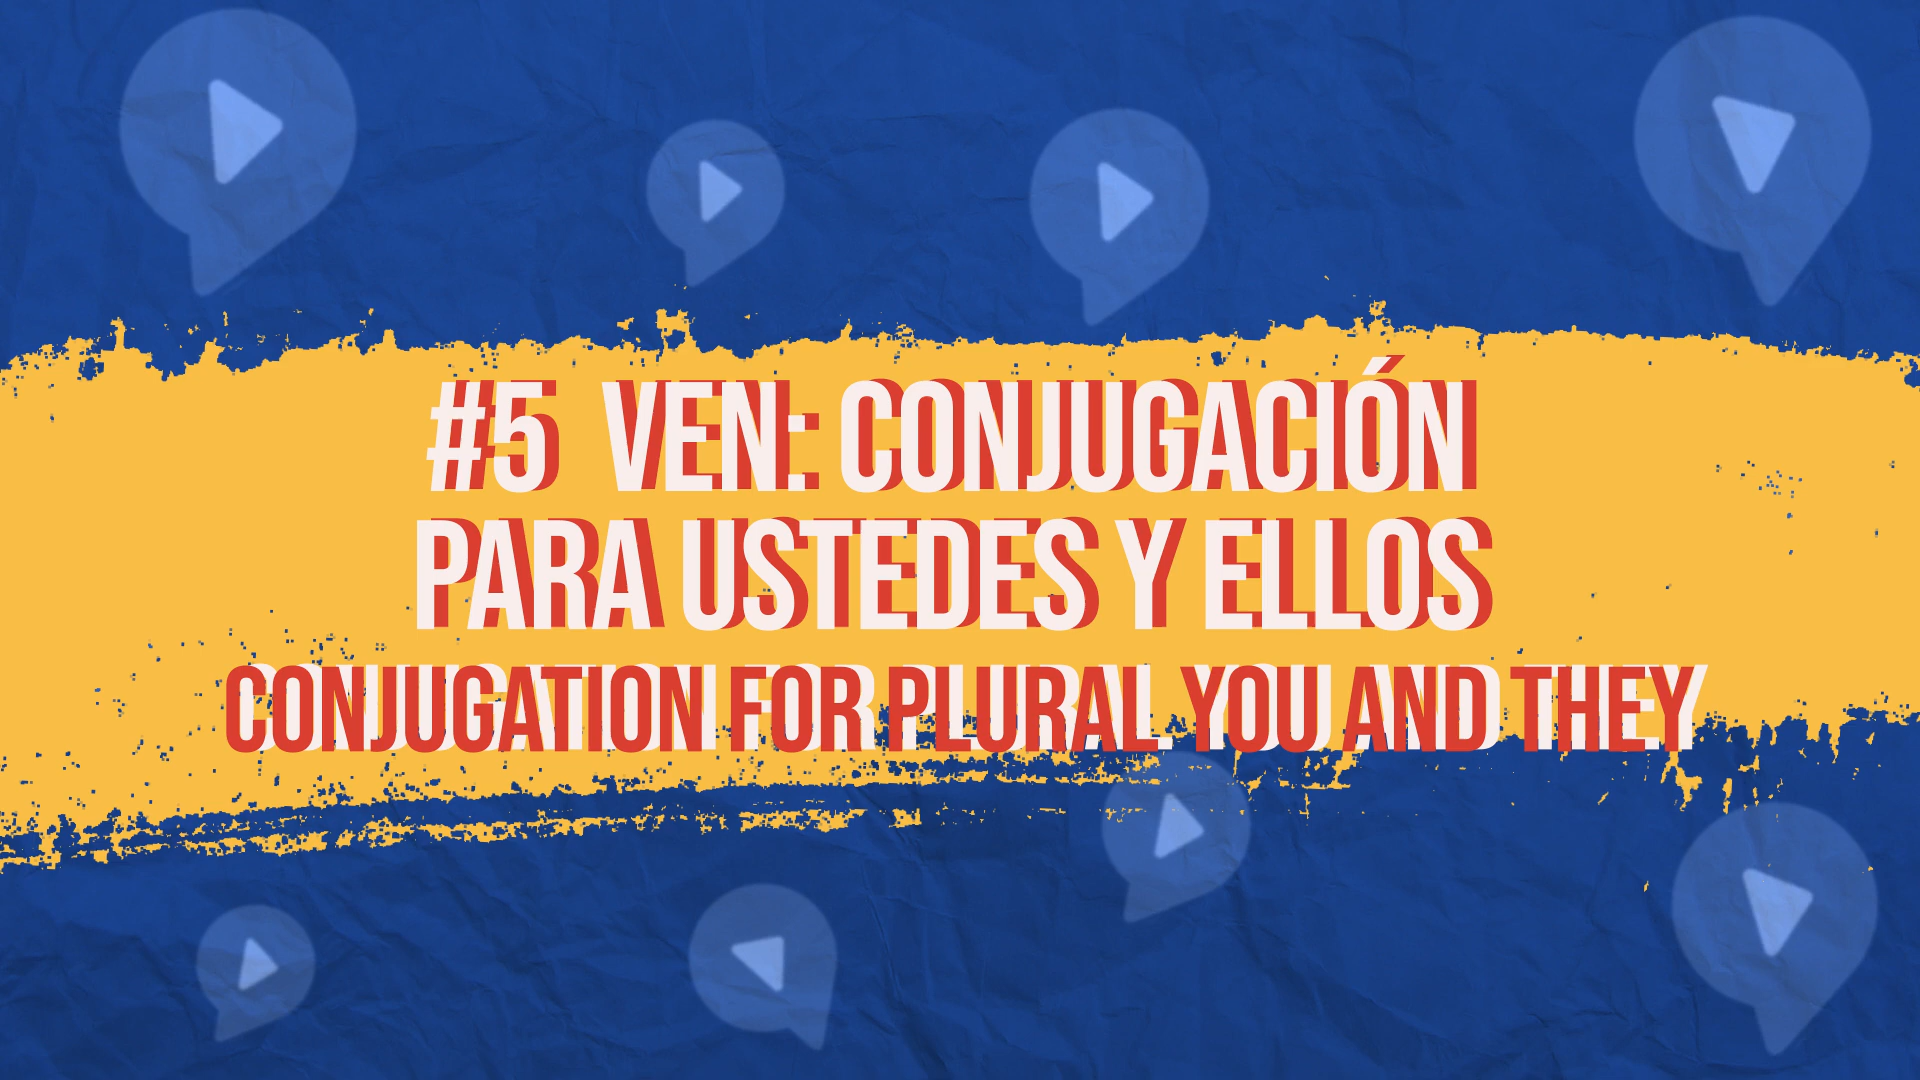 #5 VEN: CONJUGACIÓN
PARA USTEDES Y ELLOS
CONJUGATION FOR PLURAL YOU AND THEY